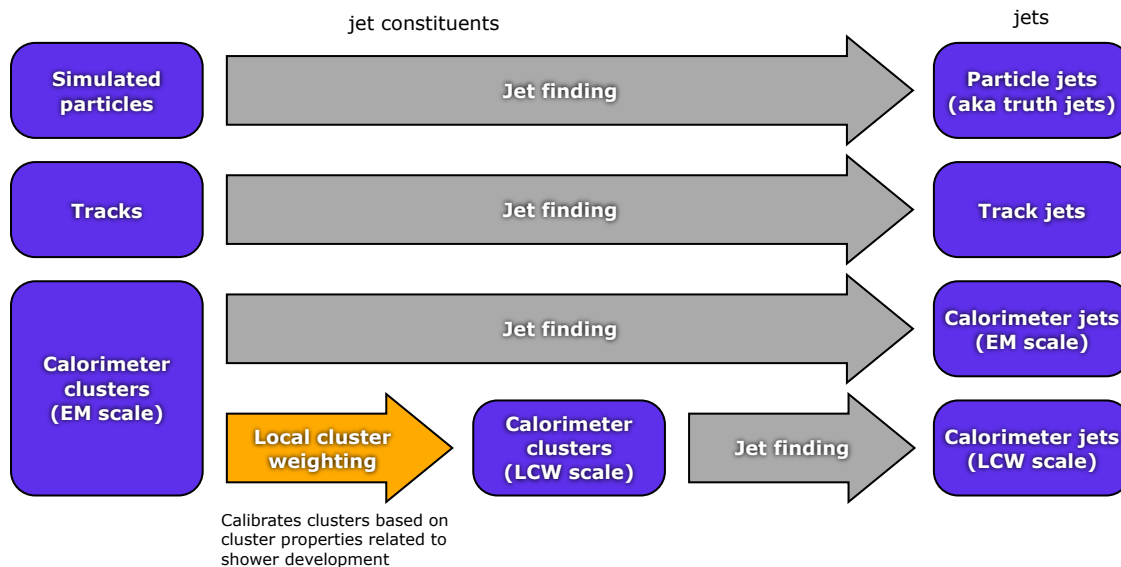 jet constituents
jets
Simulated
particles
Jet finding
Particle jets
(aka truth jets)
Tracks
Jet finding
Track jets
Calorimeter
clusters
(EM scale)
Jet finding
Calorimeter jets
(EM scale)
Local cluster
weighting
Calorimeter
clusters
(LCW scale)
Jet finding
Calorimeter jets
(LCW scale)
Calibrates clusters based on
cluster properties related to
shower development